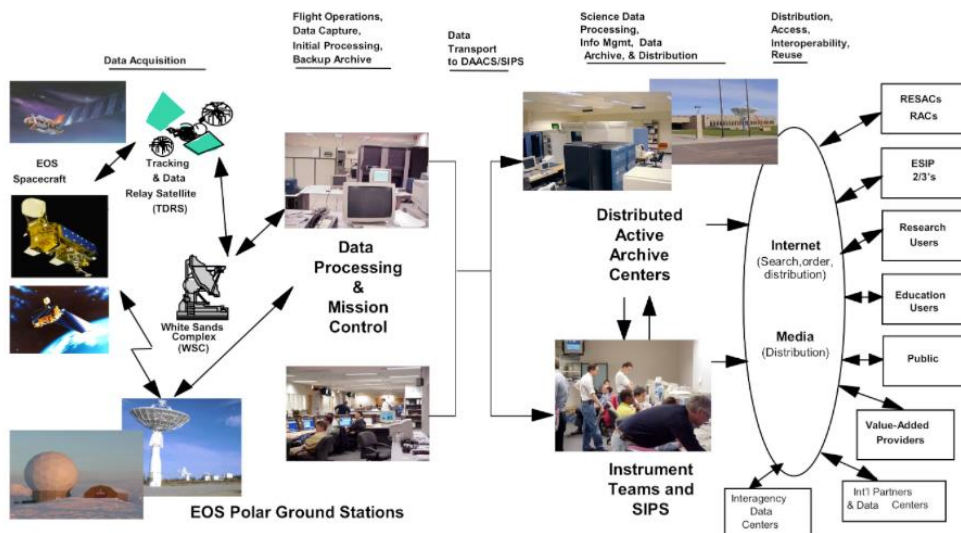 Data Acquisition
Flight Operations,
Data Capture,
Initial Processing,
Backup Archive
Data
Transport
to DAACS/SIPS
Science Data
Processing,
Info Mgmt, Data
Archive, & Distribution
Distribution,
Access,
Interoperability,
Reuse
EOS
Spacecraft
Tracking
& Data
Relay Satellite
(TDRS)
White Sands
Complex
(WSC)
EOS Polar Ground Stations
Data
Processing
&
Mission
Control
Distributed
Active
Archive
Centers
Instrument
Teams and
SIPS
Internet
(Search,order,
distribution)
Media
(Distribution)
RESACs
RACs
ESIP
2/3's
Research
Users
Education
Users
Public
Value-Added
Providers
Int'l Partners
& Data Centers
Interagency
Data
Centers